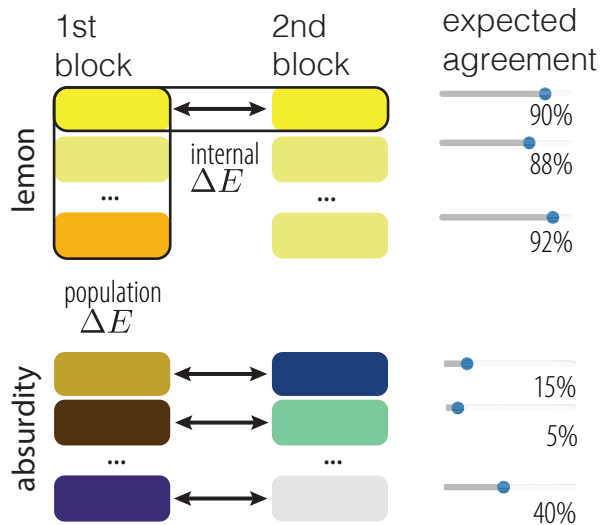 1st
block
2nd
block
expected
agreement
lemon
90%
internal
ΔE
88%
...
...
92%
population
ΔE
absurdity
15%
5%
...
...
40%